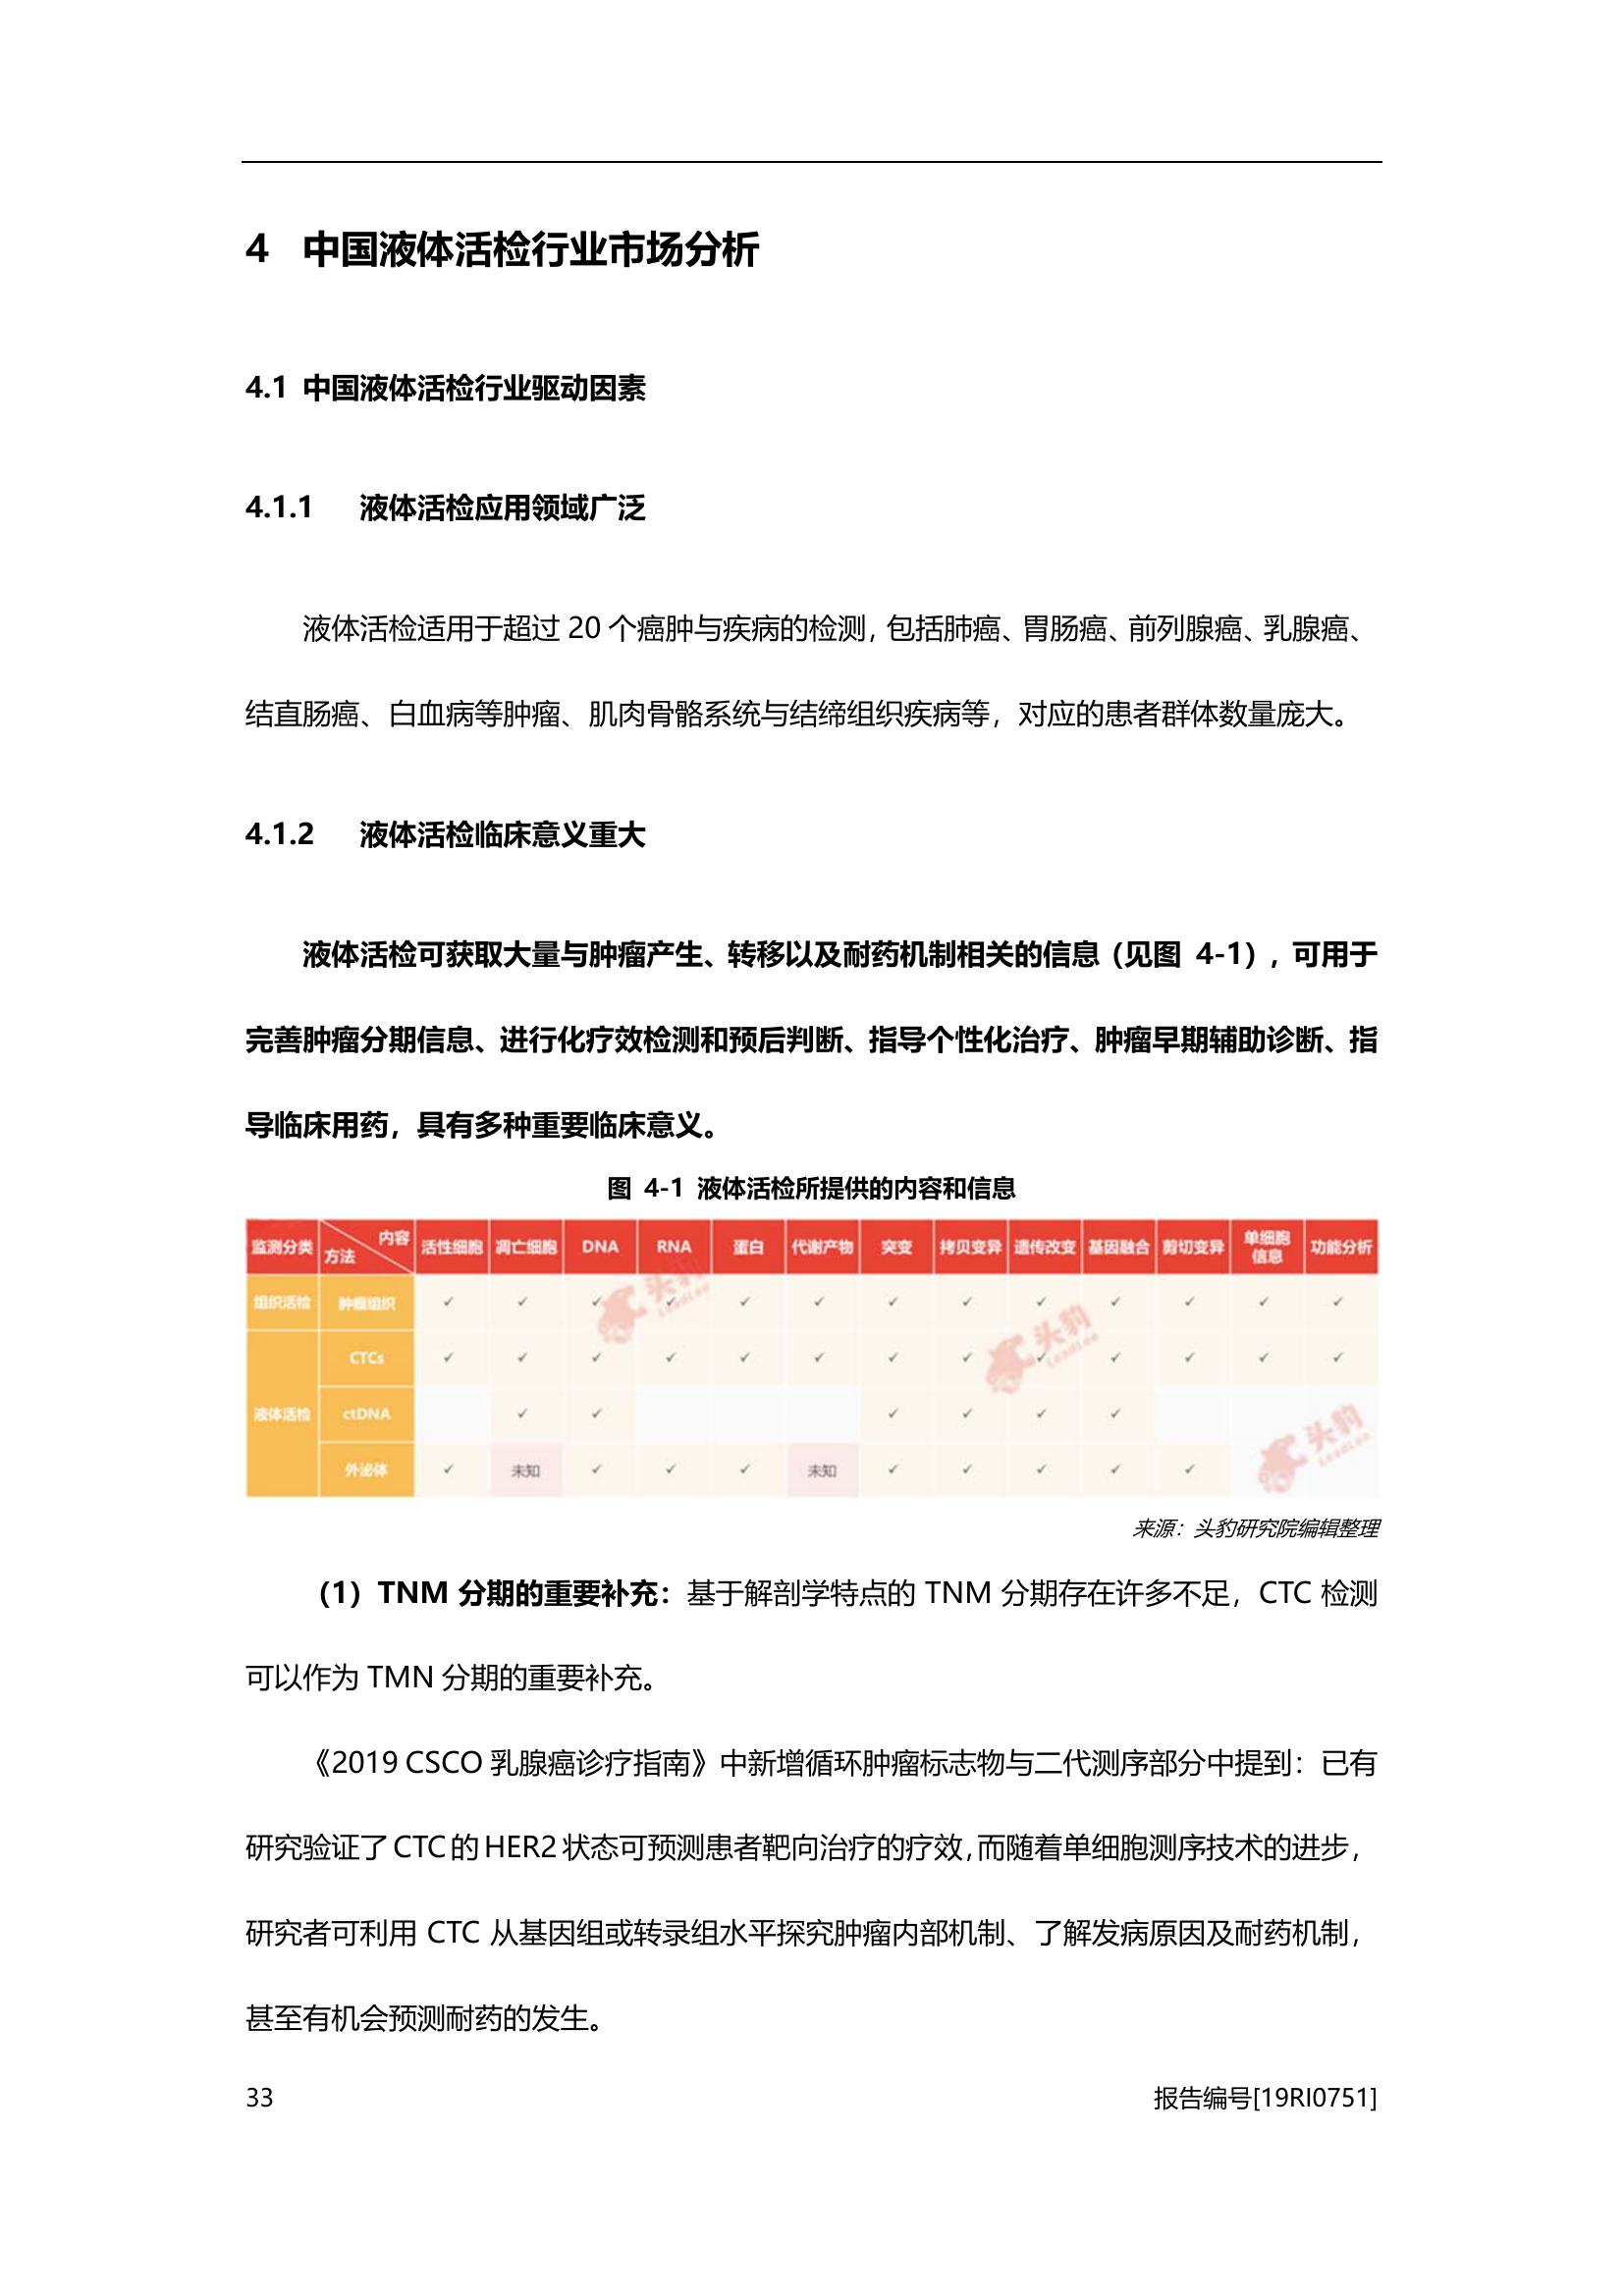 4 中国液体活检行业市场分析
4.1 中国液体活检行业驱动因素
4.1.1 液体活检应用领域广泛
液体活检适用于超过 20 个癌肿与疾病的检测，包括肺癌、胃肠癌、前列腺癌、乳腺癌、
结直肠癌、白血病等肿瘤、肌肉骨骼系统与结缔组织疾病等，对应的患者群体数量庞大。
4.1.2 液体活检临床意义重大
液体活检可获取大量与肿瘤产生、转移以及耐药机制相关的信息（见图 4-1），可用于
完善肿瘤分期信息、进行化疗效检测和预后判断、指导个性化治疗、肿瘤早期辅助诊断、指
导临床用药，具有多种重要临床意义。
图 4-1 液体活检所提供的内容和信息
监测分类 内容 方法 活性细胞 凋亡细胞 DNA RNA 蛋白 代谢产物 突变 拷贝变异 遗传改变 基因融合 剪切变异 单细胞信息 功能分析
组织活检 肿瘤组织 ✓ ✓ ✓ ✓ ✓ ✓ ✓ ✓ ✓ ✓ ✓ ✓ ✓
液体活检 CTCs ✓ ✓ ✓ ✓ ✓ ✓ ✓ ✓ ✓ ✓ ✓ ✓ ✓
ctDNA ✓ ✓ ✓ ✓ ✓ ✓
外泌体 ✓ 未知 ✓ ✓ ✓ 未知 ✓ ✓ ✓ ✓ ✓
头豹 LeadLeo
头豹 LeadLeo
头豹 LeadLeo
来源：头豹研究院编辑整理
（1）TNM 分期的重要补充：基于解剖学特点的 TNM 分期存在许多不足，CTC 检测
可以作为 TMN 分期的重要补充。
《2019 CSCO 乳腺癌诊疗指南》中新增循环肿瘤标志物与二代测序部分中提到：已有
研究验证了 CTC 的 HER2 状态可预测患者靶向治疗的疗效，而随着单细胞测序技术的进步，
研究者可利用 CTC 从基因组或转录组水平探究肿瘤内部机制、了解发病原因及耐药机制，
甚至有机会预测耐药的发生。
33 报告编号[19RI0751]